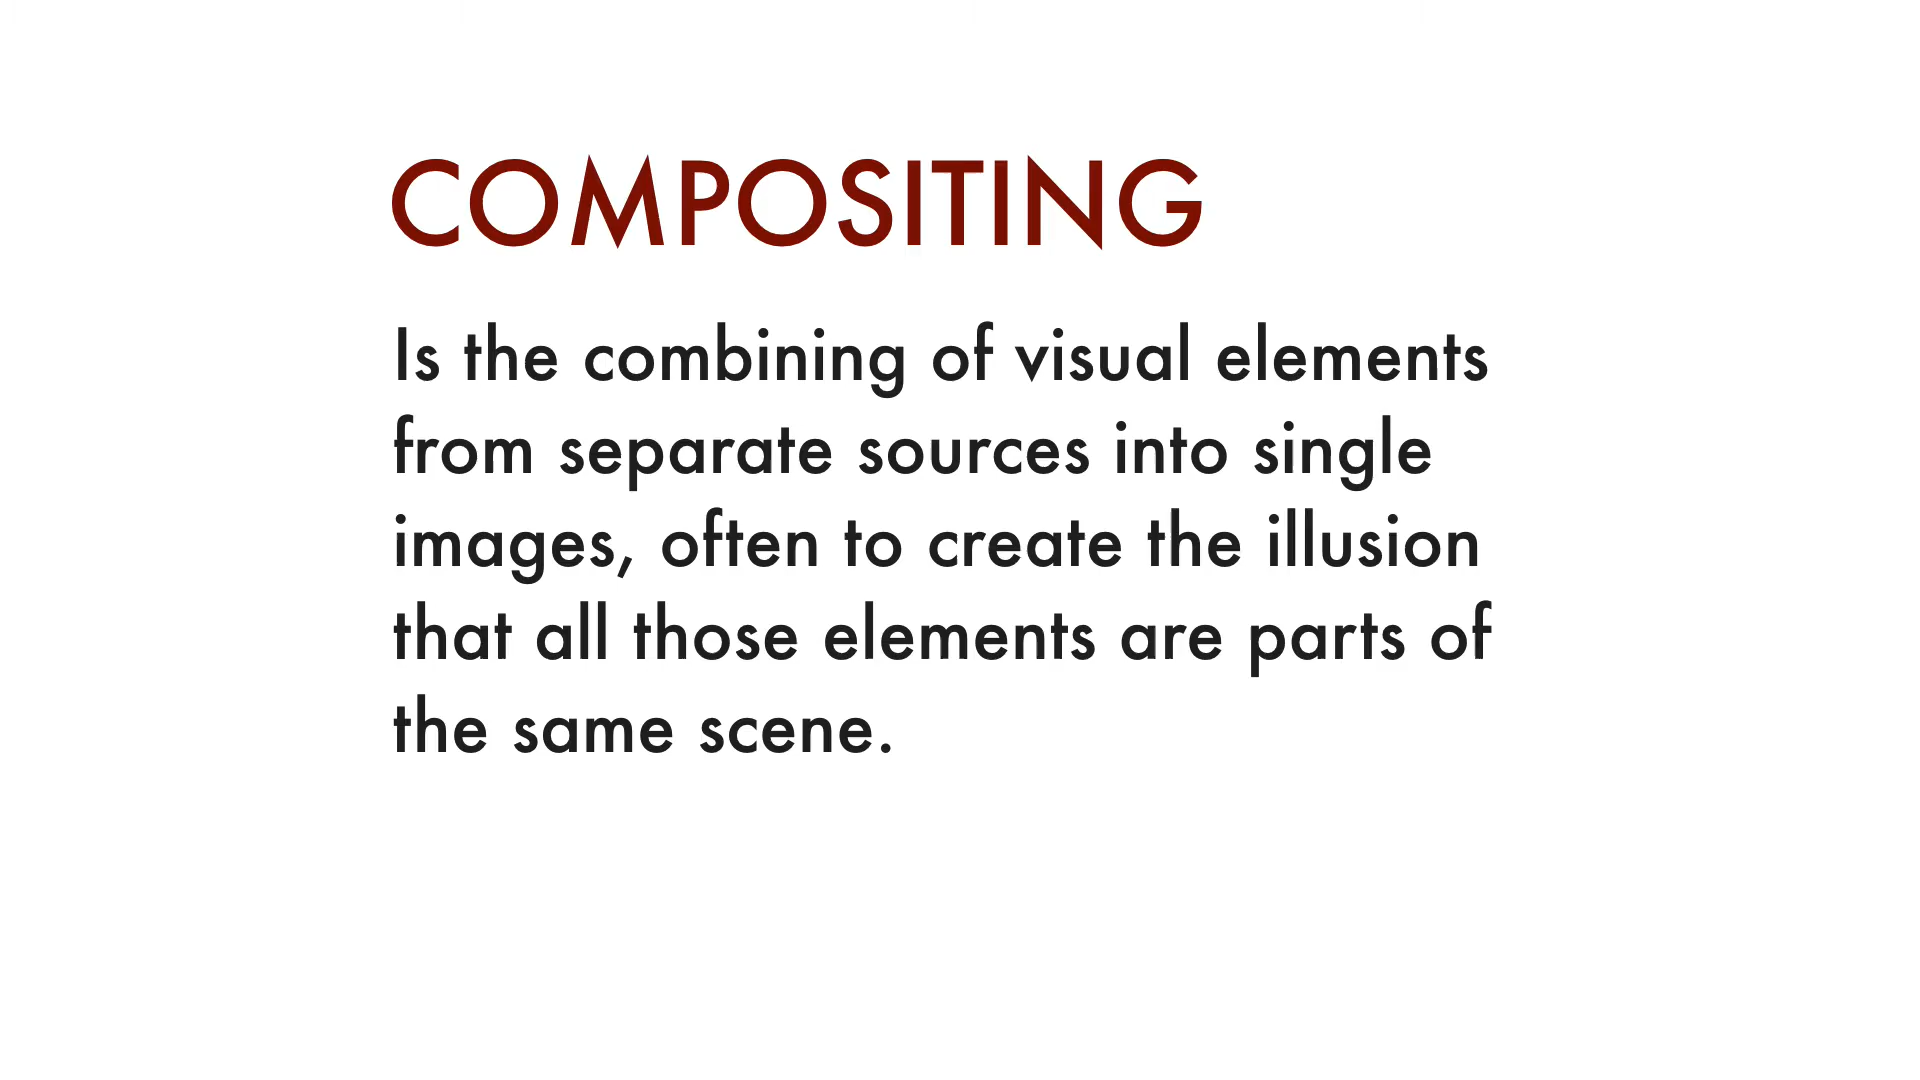 COMPOSITING
Is the combining of visual elements
from separate sources into single
images, often to create the illusion
that all those elements are parts of
the same scene.